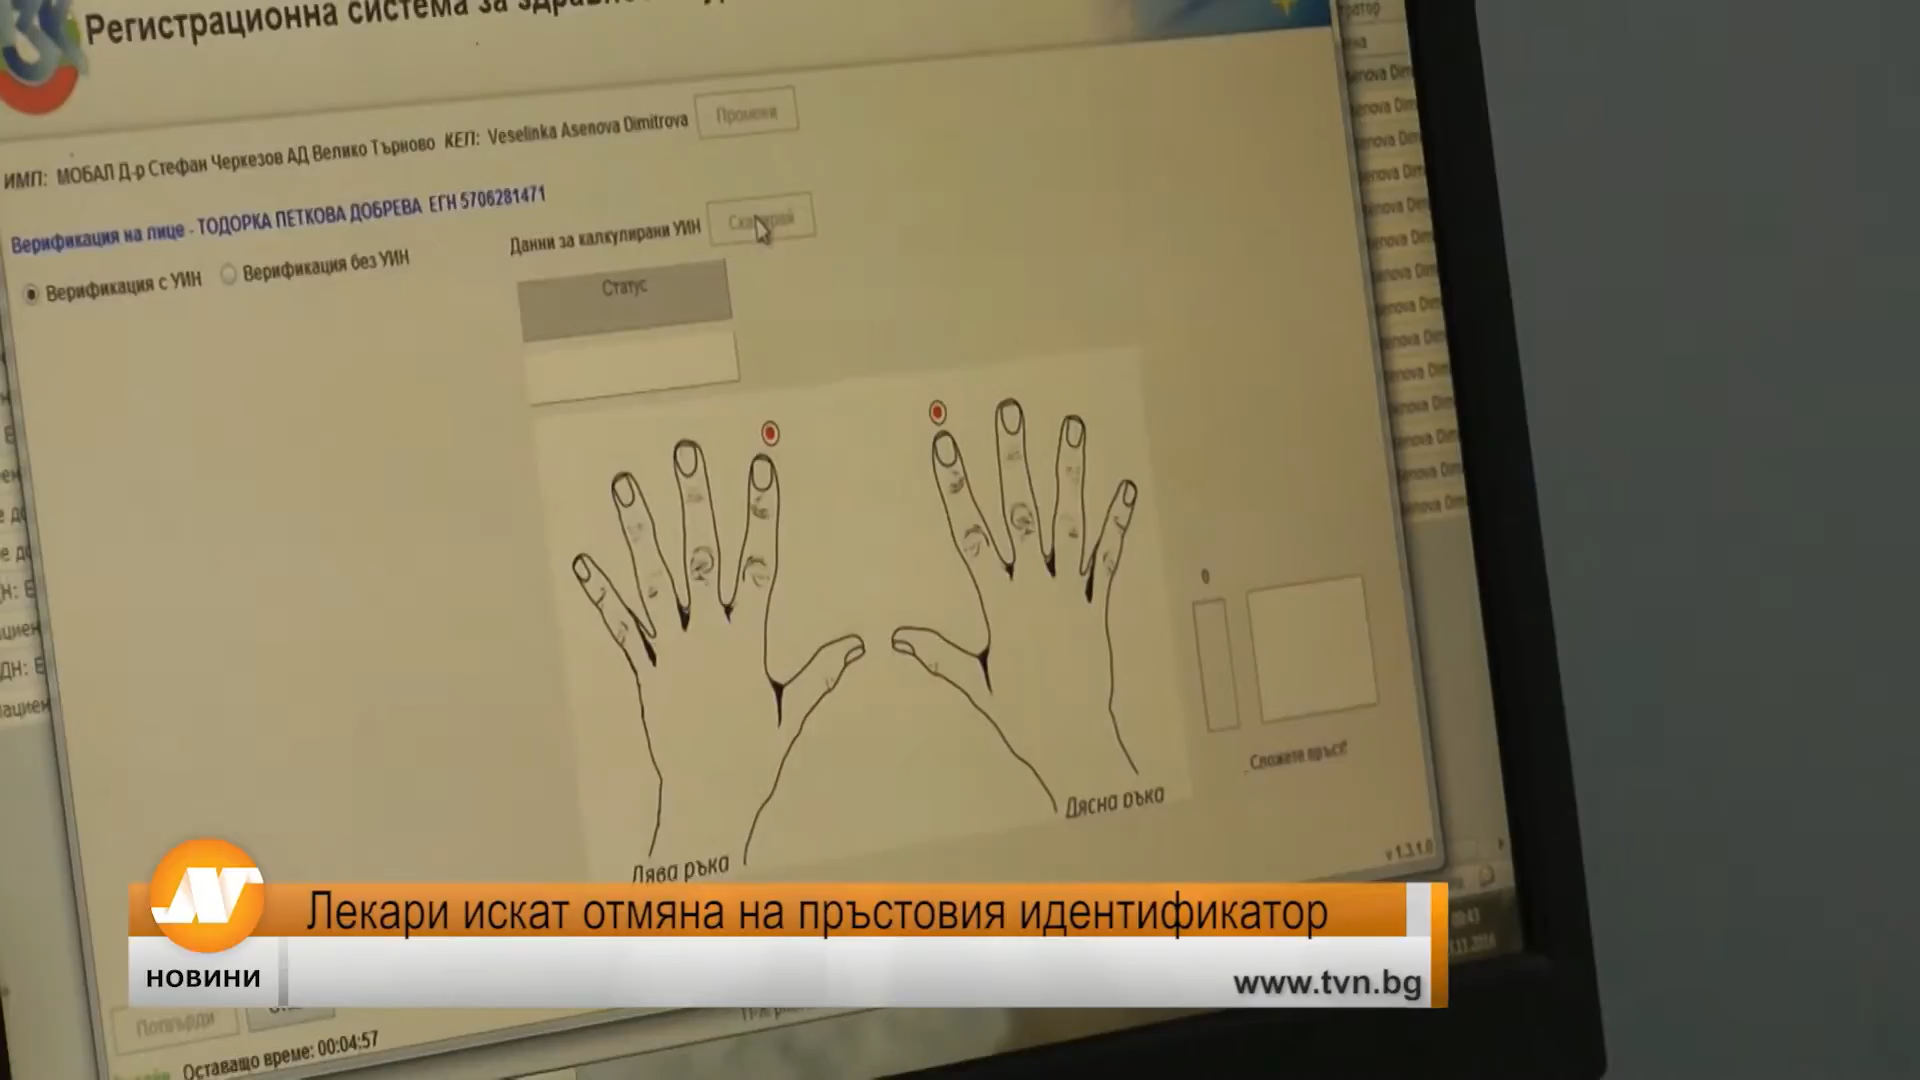 Регистрационна система за
Промени
ИМП: МОБАЛ Д-р Стефан Черкезов АД Велико Търново КЕП: Veselinka Asenova Dimitrova
Верификация на лице - ТОДОРКА ПЕТКОВА ДОБРЕВА ЕГН 5706281471
Данни за калкулирани УИН
Сканирай
Верификация с УИН
Верификация без УИН
Статус
0
Сложете пръст!
Дясна ръка
Лява ръка
v 1.3.1.0
Лекари искат отмяна на пръстовия идентификатор
НОВИНИ
www.tvn.bg
Потвърди
Оставащо време: 00:04:57